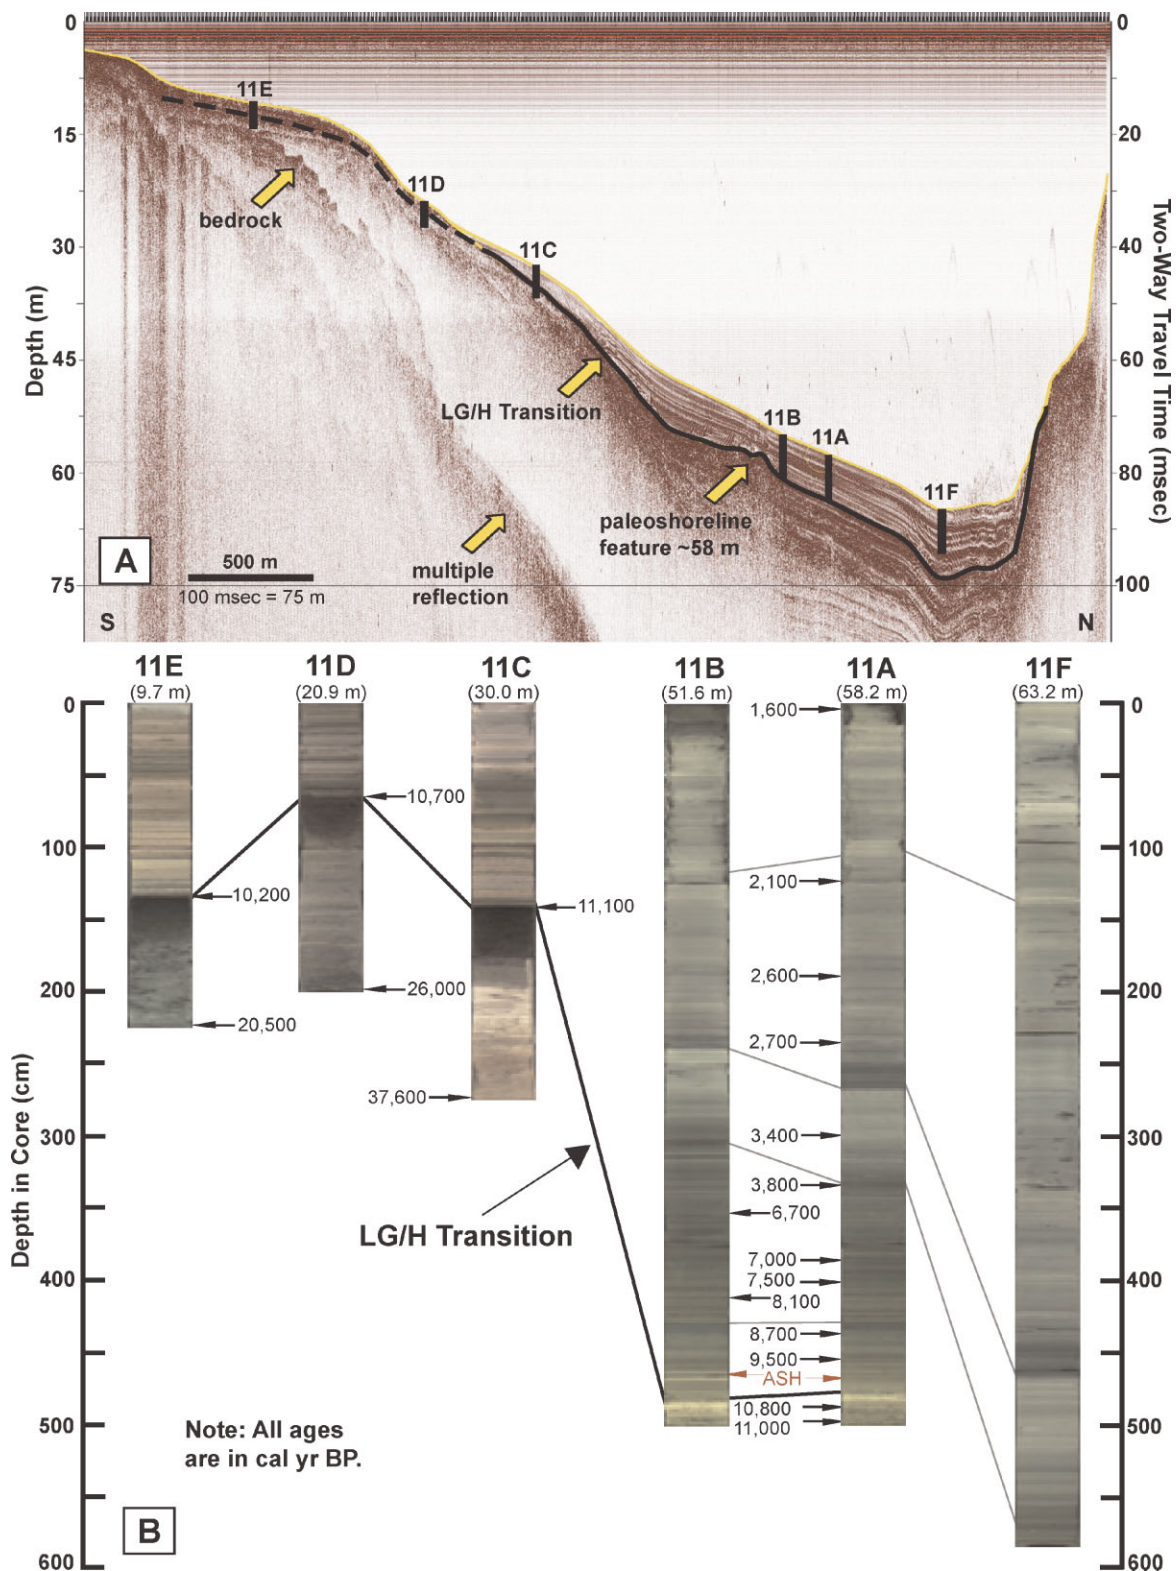 A
0
15
30
45
60
75
Depth (m)
0
20
40
60
80
100
Two-Way Travel Time (msec)
11E
bedrock
11D
11C
LG/H Transition
11B
11A
11F
paleoshoreline
feature ~58 m
multiple
reflection
500 m
100 msec = 75 m
A
S
N
11E
(9.7 m)
11D
(20.9 m)
11C
(30.0 m)
11B
(51.6 m)
11A
(58.2 m)
11F
(63.2 m)
0
100
200
300
400
500
600
Depth in Core (cm)
10,200
20,500
10,700
26,000
11,100
37,600
LG/H Transition
1,600
2,100
2,600
2,700
3,400
3,800
6,700
7,000
7,500
8,100
8,700
9,500
ASH
10,800
11,000
0
100
200
300
400
500
600
Note: All ages
are in cal yr BP.
B